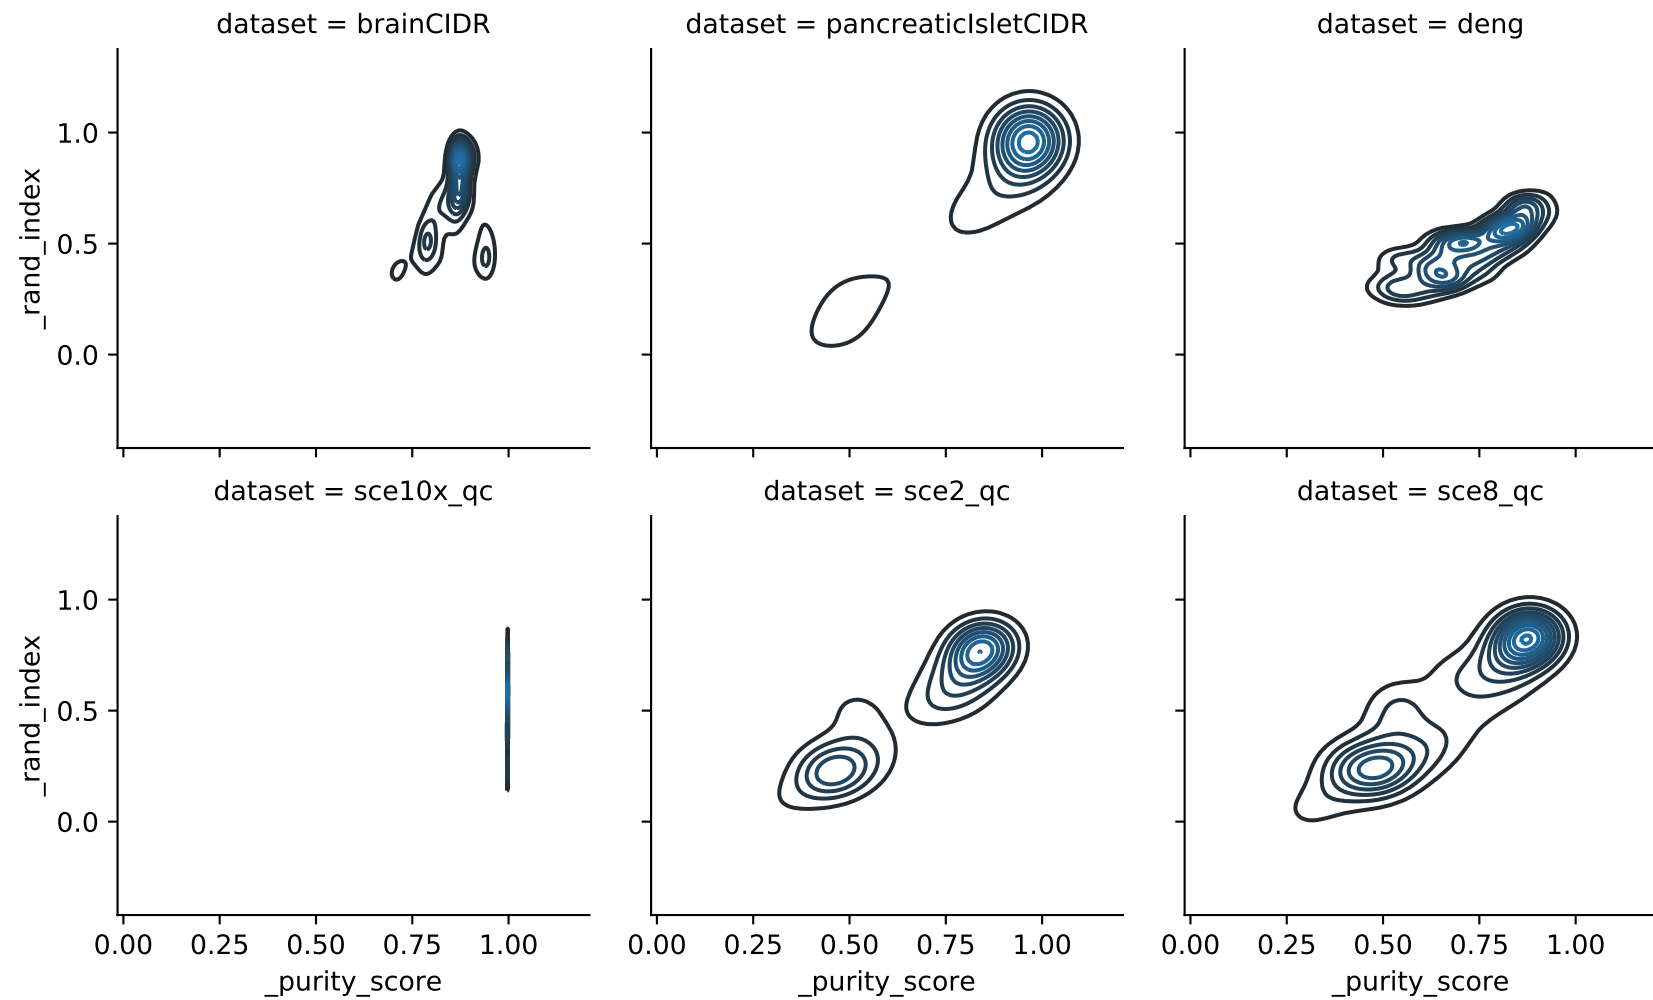 dataset = brainCIDR
dataset = pancreaticIsletCIDR
dataset = deng
_rand_index
1.0
0.5
0.0
dataset = sce10x_qc
dataset = sce2_qc
dataset = sce8_qc
_rand_index
1.0
0.5
0.0
0.00 0.25 0.50 0.75 1.00
0.00 0.25 0.50 0.75 1.00
0.00 0.25 0.50 0.75 1.00
_purity_score
_purity_score
_purity_score